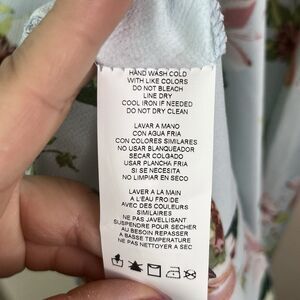 HAND WASH COLD
WITH LIKE COLORS
DO NOT BLEACH
LINE DRY
COOL IRON IF NEEDED
DO NOT DRY CLEAN
LAVAR A MANO
CON AGUA FRIA
CON COLORES SIMILARES
NO USAR BLANQUEADOR
SECAR COLGADO
USAR PLANCHA FRIA
SI SE NECESITA
NO LIMPIAR EN SECO
LAVER A LA MAIN
A L'EAU FROIDE
AVEC DES COULEURS
SIMILAIRES
NE PAS JAVELLISANT
SUSPENDRE POUR SECHER
AU BESOIN REPASSER
A BASSE TEMPERATURE
NE PAS NETTOYER A SEC